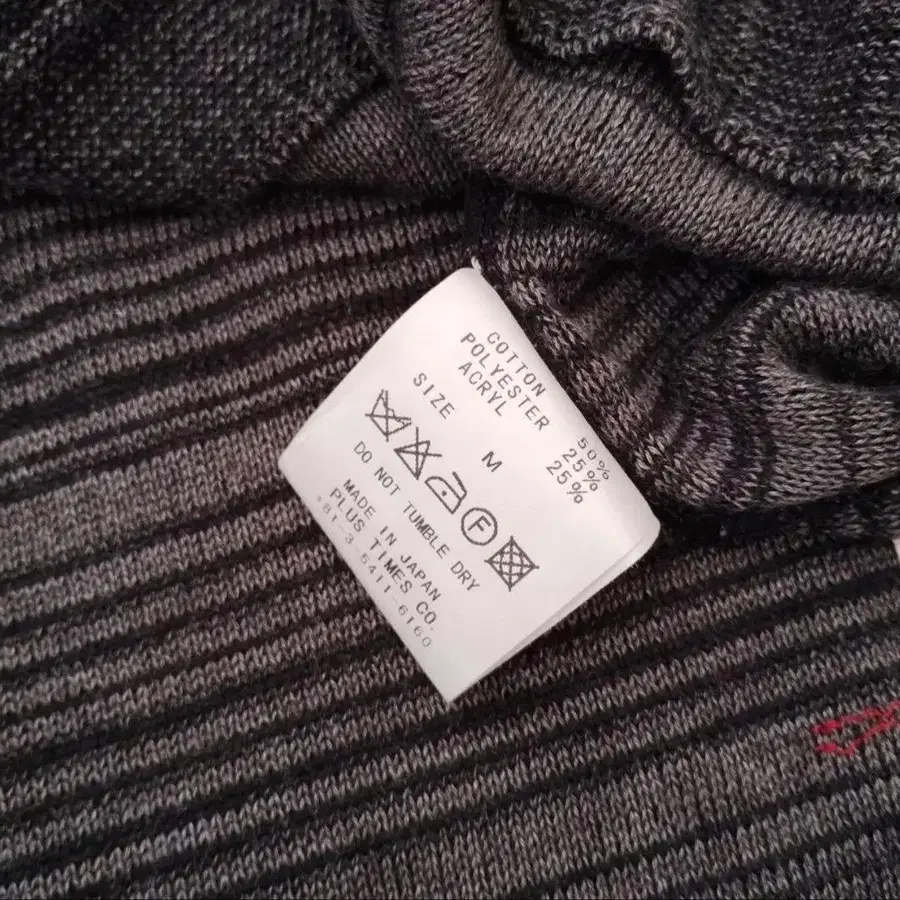 COTTON 50%
POLYESTER 25%
ACRYL 25%
SIZE M
F
DO NOT TUMBLE DRY
MADE IN JAPAN
PLUS TIMES CO.
*81-3-5411-6160